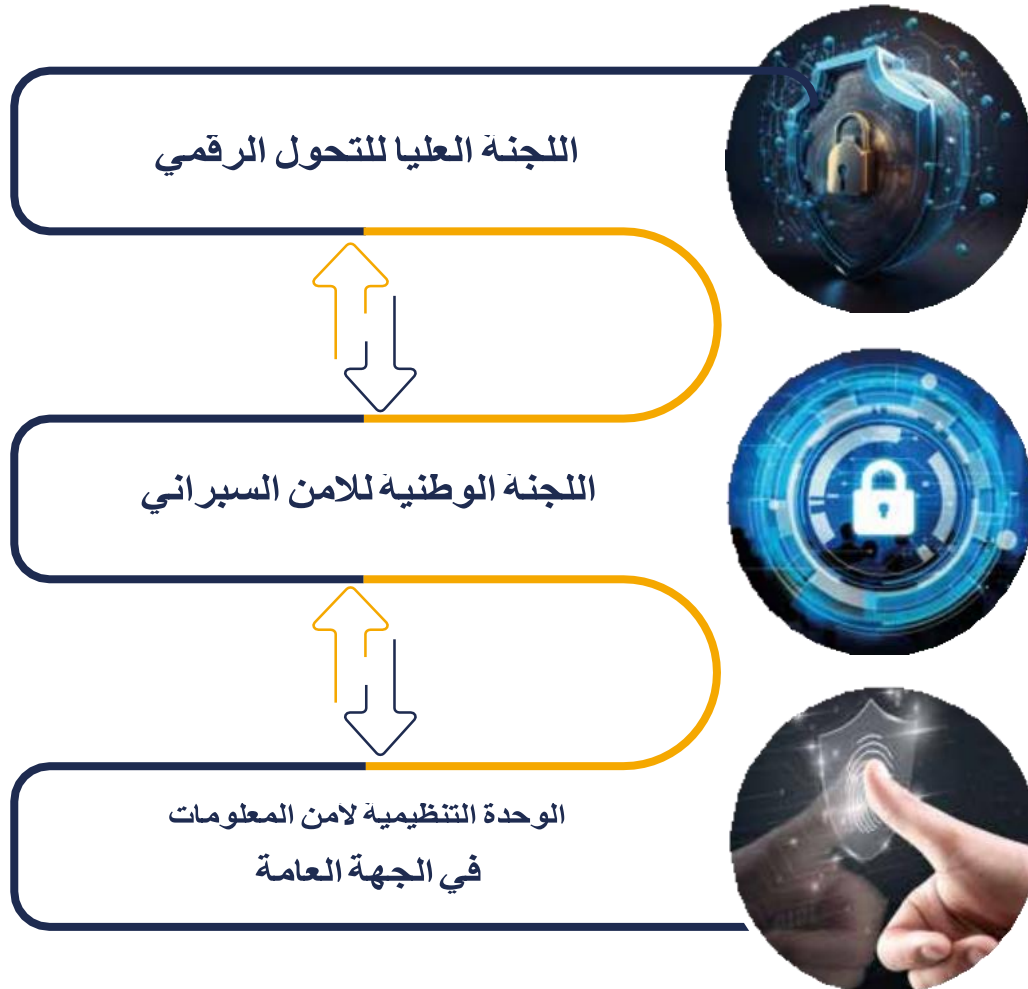 اللجنة العليا للتحول الرقمي
اللجنة الوطنية للامن السبراني
الوحدة التنظيمية لامن المعلومات
في الجهة العامة